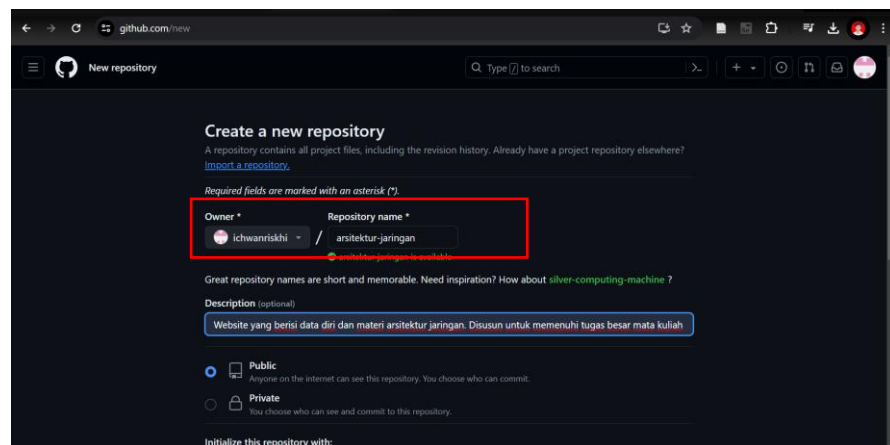 github.com/new
New repository
Type / to search
Create a new repository
A repository contains all project files, including the revision history. Already have a project repository elsewhere?
Import a repository.
Required fields are marked with an asterisk (*).
Owner * Repository name *
ichwanriskhi / arsitektur-jaringan
arsitektur-jaringan is available.
Great repository names are short and memorable. Need inspiration? How about silver-computing-machine ?
Description (optional)
Website yang berisi data diri dan materi arsitektur jaringan. Disusun untuk memenuhi tugas besar mata kuliah
Public
Anyone on the internet can see this repository. You choose who can commit.
Private
You choose who can see and commit to this repository.
Initialize this repository with: